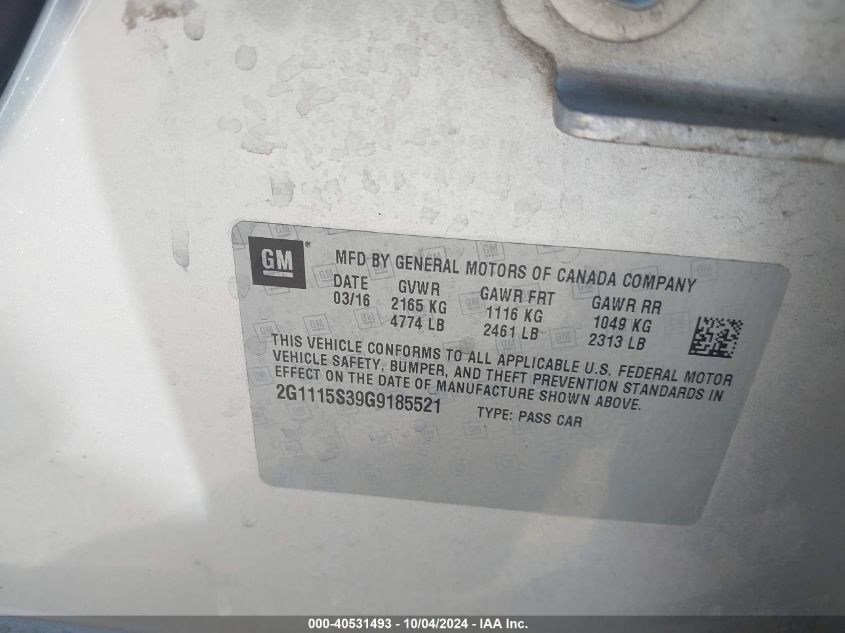 GM
MFD BY GENERAL MOTORS OF CANADA COMPANY
DATE GVWR GAWR FRT GAWR RR
03/16 2165 KG 1116 KG 1049 KG
4774 LB 2461 LB 2313 LB
THIS VEHICLE CONFORMS TO ALL APPLICABLE U.S. FEDERAL MOTOR
VEHICLE SAFETY, BUMPER, AND THEFT PREVENTION STANDARDS IN
EFFECT ON THE DATE OF MANUFACTURE SHOWN ABOVE.
2G1115S39G9185521 TYPE: PASS CAR
000-40531493 - 10/04/2024 - IAA Inc.